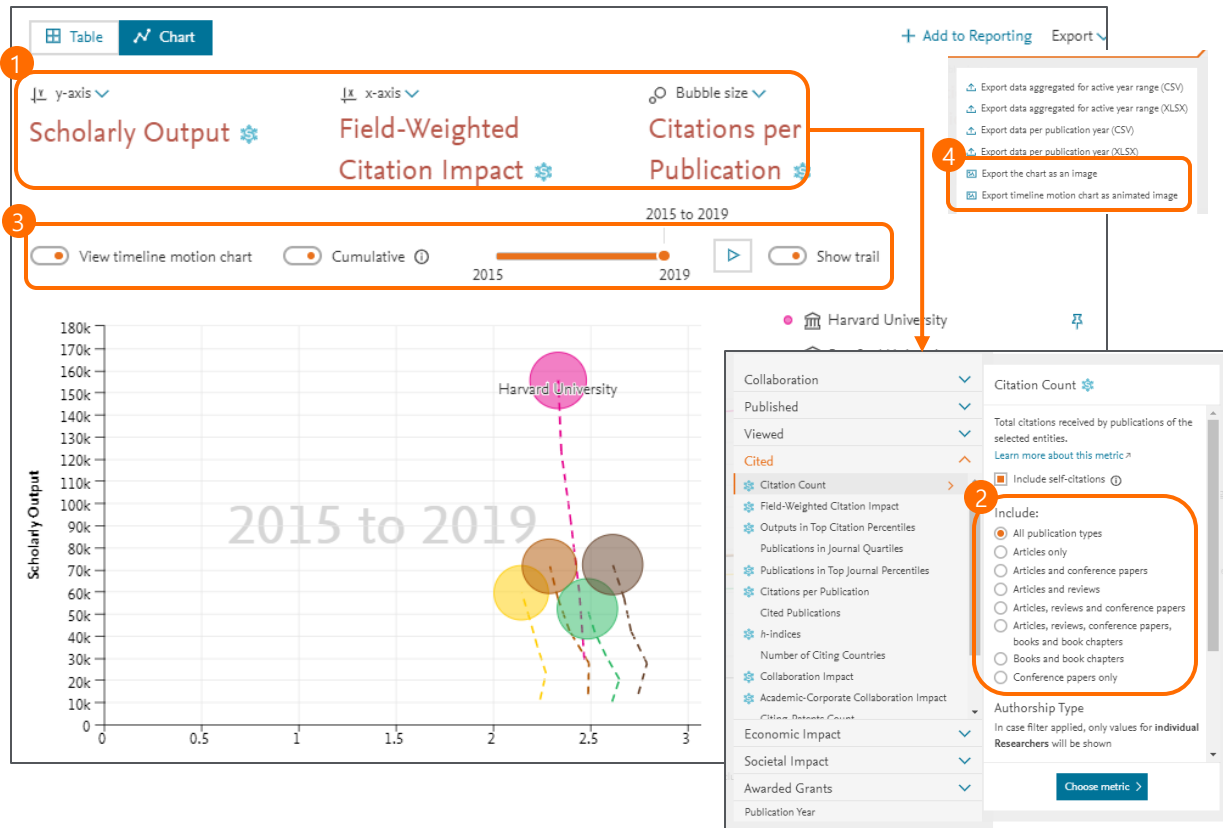 Table
Chart
+ Add to Reporting
Export
1
y-axis
x-axis
Bubble size
Scholarly Output
Field-Weighted
Citation Impact
Citations per
Publication
Export data aggregated for active year range (CSV)
Export data aggregated for active year range (XLSX)
Export data per publication year (CSV)
Export data per publication year (XLSX)
4
Export the chart as an image
Export timeline motion chart as animated image
3
2015 to 2019
View timeline motion chart
Cumulative
2015
2019
Show trail
Harvard University
180k
170k
160k
150k
140k
130k
120k
110k
100k
90k
80k
70k
60k
50k
40k
30k
20k
10k
0
Scholarly Output
Harvard University
2015 to 2019
0
0.5
1
1.5
2
2.5
3
Collaboration
Published
Viewed
Cited
Citation Count
Field-Weighted Citation Impact
Outputs in Top Citation Percentiles
Publications in Journal Quartiles
Publications in Top Journal Percentiles
Citations per Publication
Cited Publications
h-indices
Number of Citing Countries
Collaboration Impact
Academic-Corporate Collaboration Impact
Citing-Patents Count
Economic Impact
Societal Impact
Awarded Grants
Publication Year
Citation Count
Total citations received by publications of the
selected entities.
Learn more about this metric
Include self-citations
2
Include:
All publication types
Articles only
Articles and conference papers
Articles and reviews
Articles, reviews and conference papers
Articles, reviews, conference papers,
books and book chapters
Books and book chapters
Conference papers only
Authorship Type
In case filter applied, only values for individual
Researchers will be shown
Choose metric